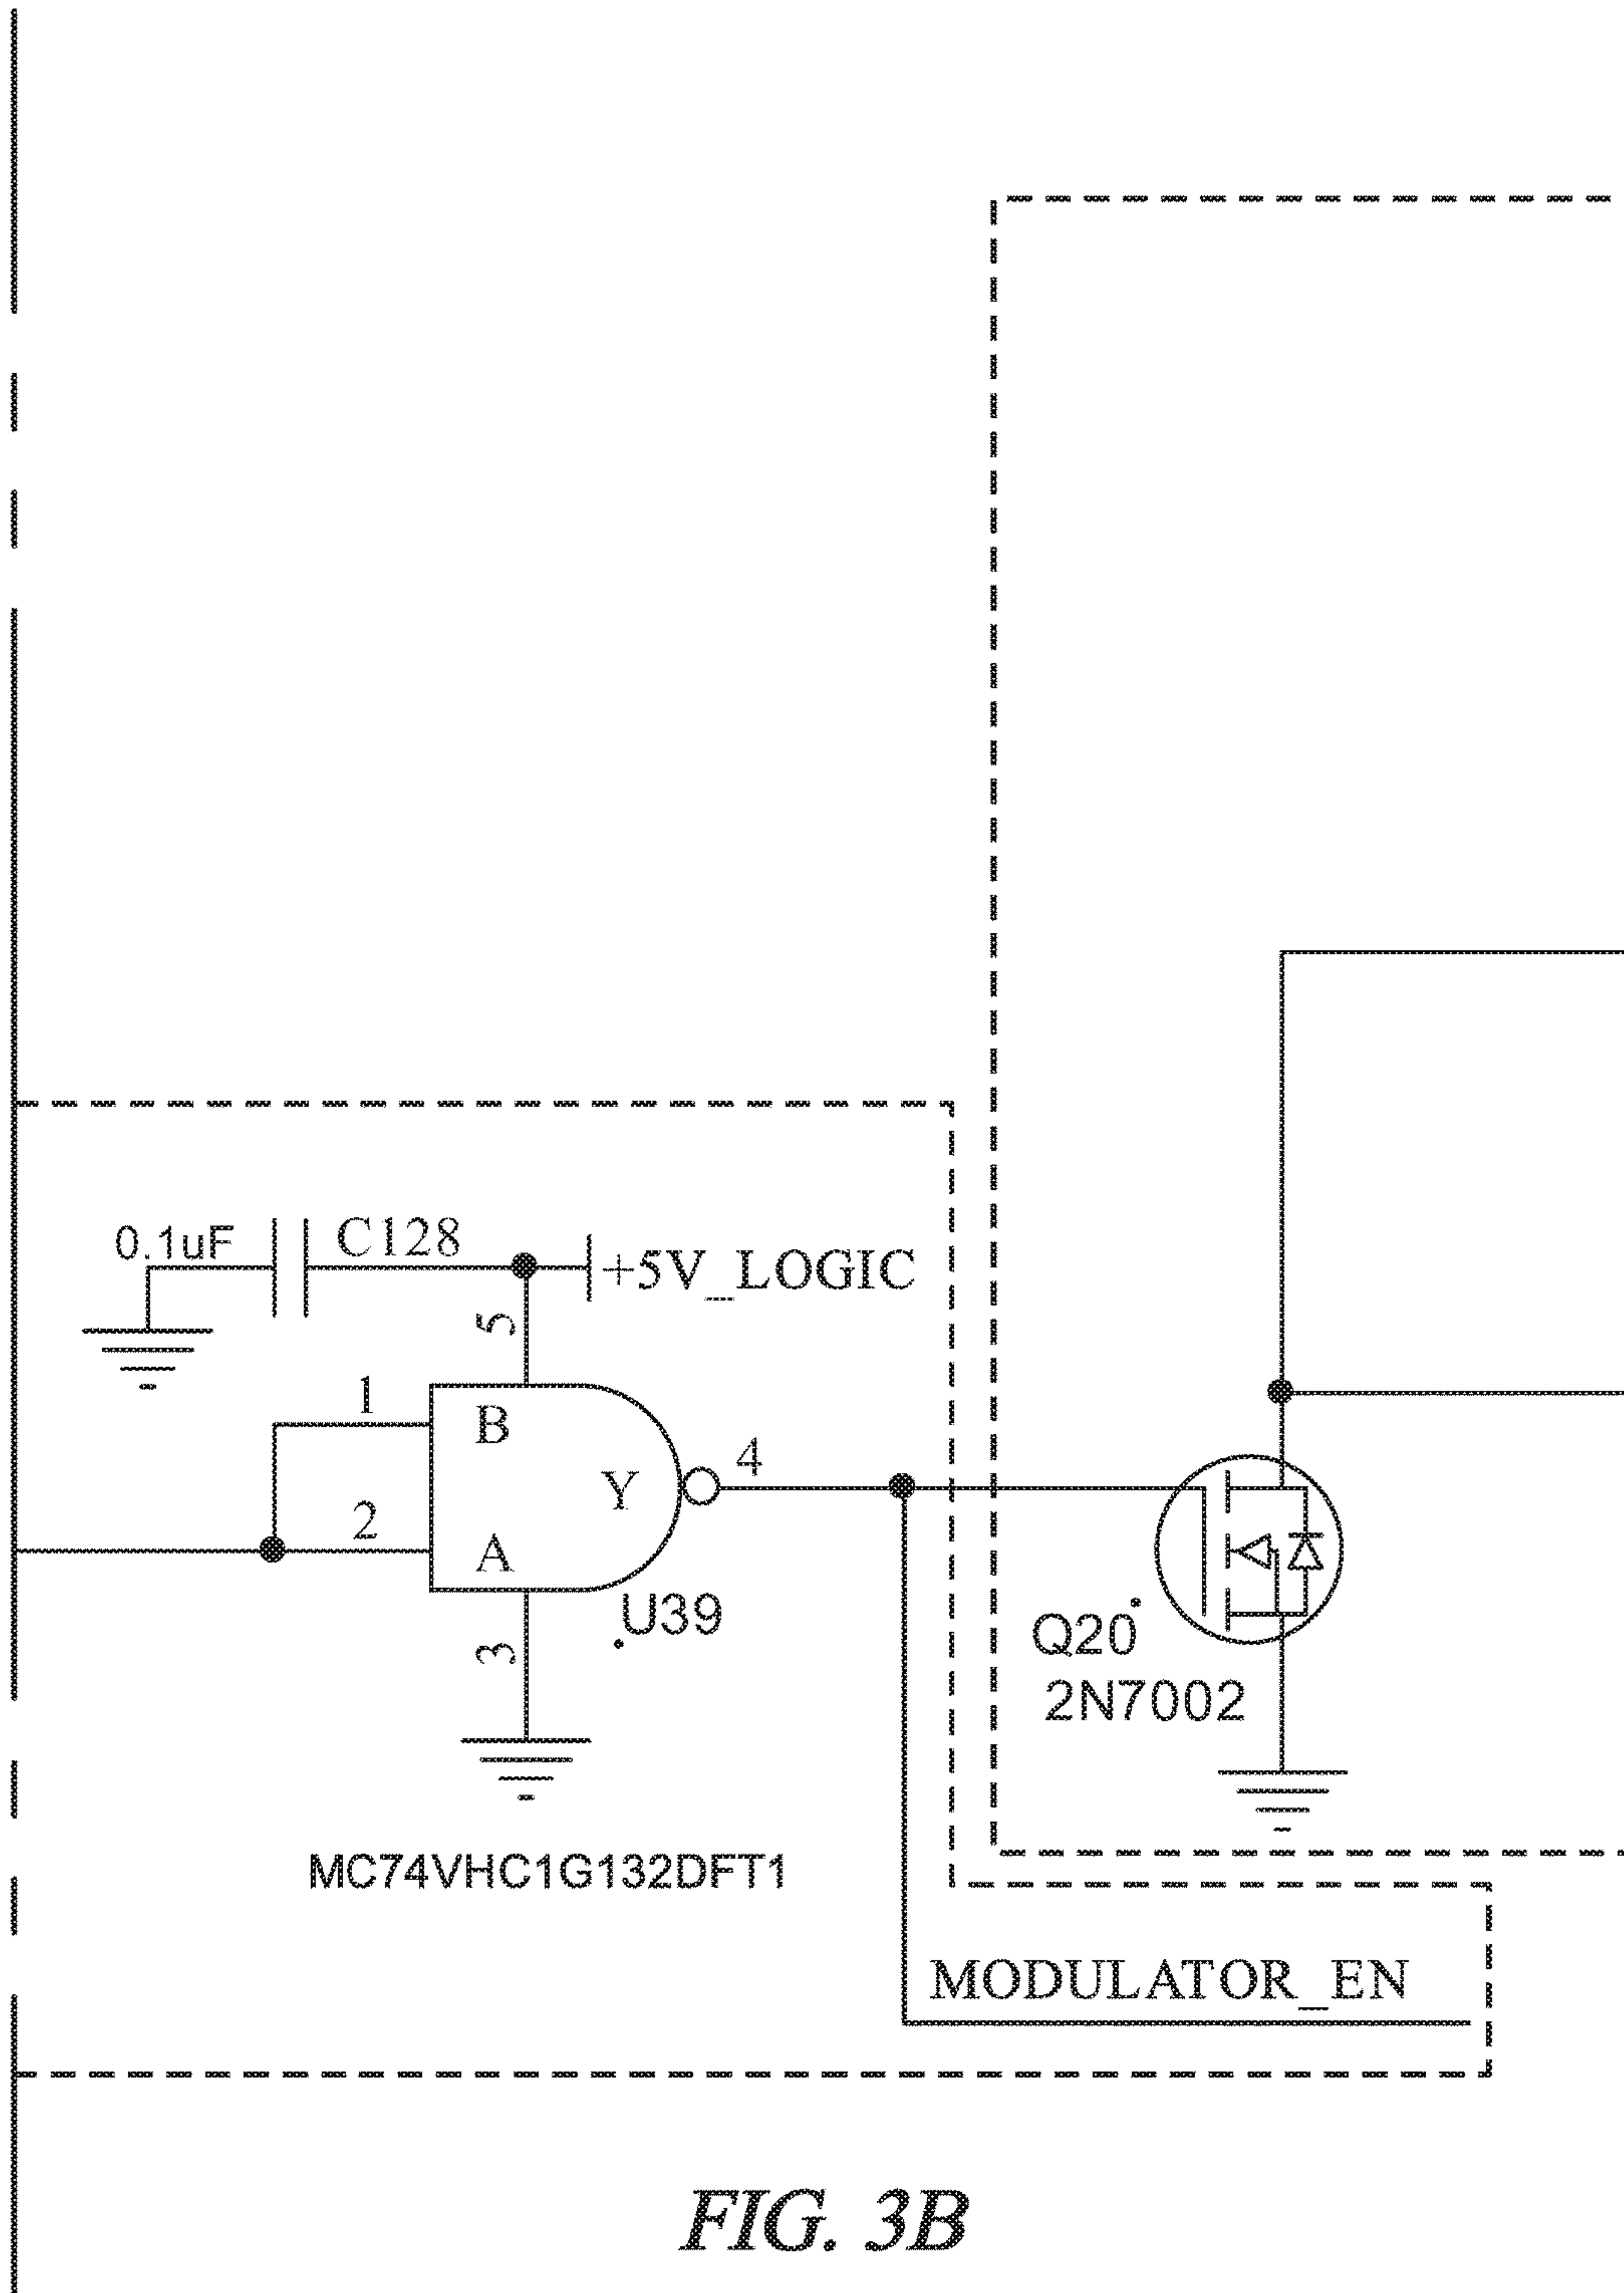 0.1uF
C128
+5V_LOGIC
5
1
B
Y
4
2
A
U39
3
Q20
2N7002
MC74VHC1G132DFT1
MODULATOR_EN
FIG. 3B